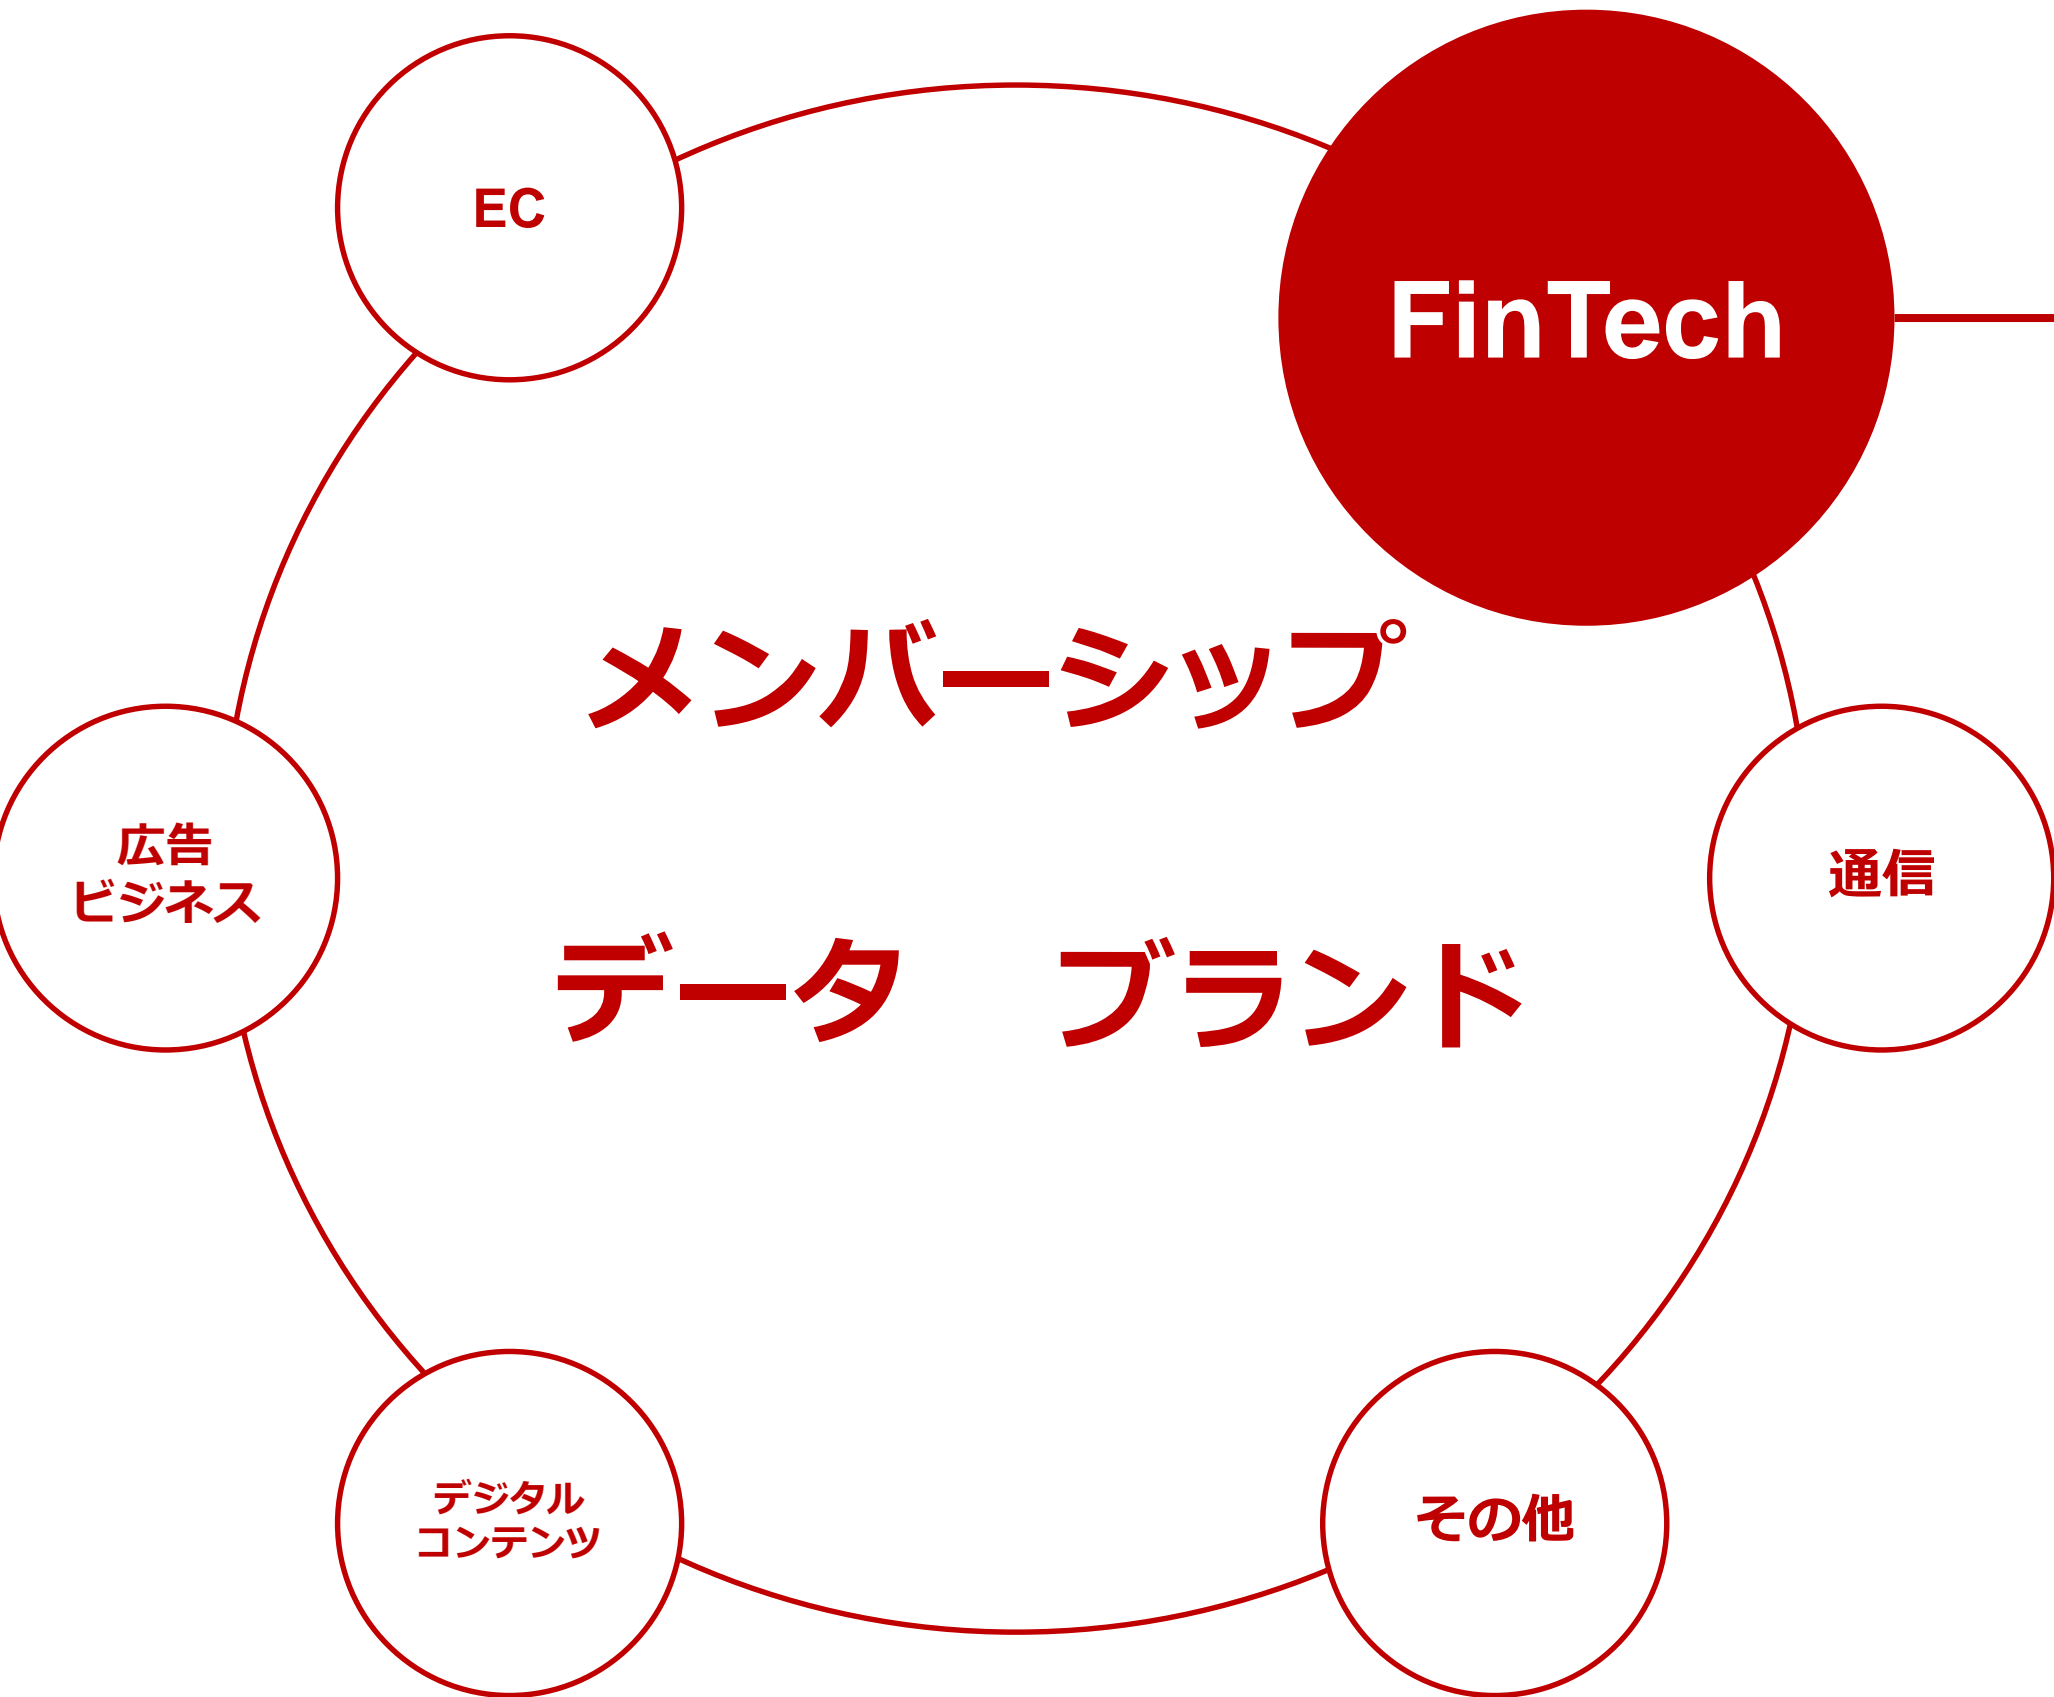 EC
FinTech
メンバーシップ
広告
ビジネス
通信
データ ブランド
デジタル
コンテンツ
その他